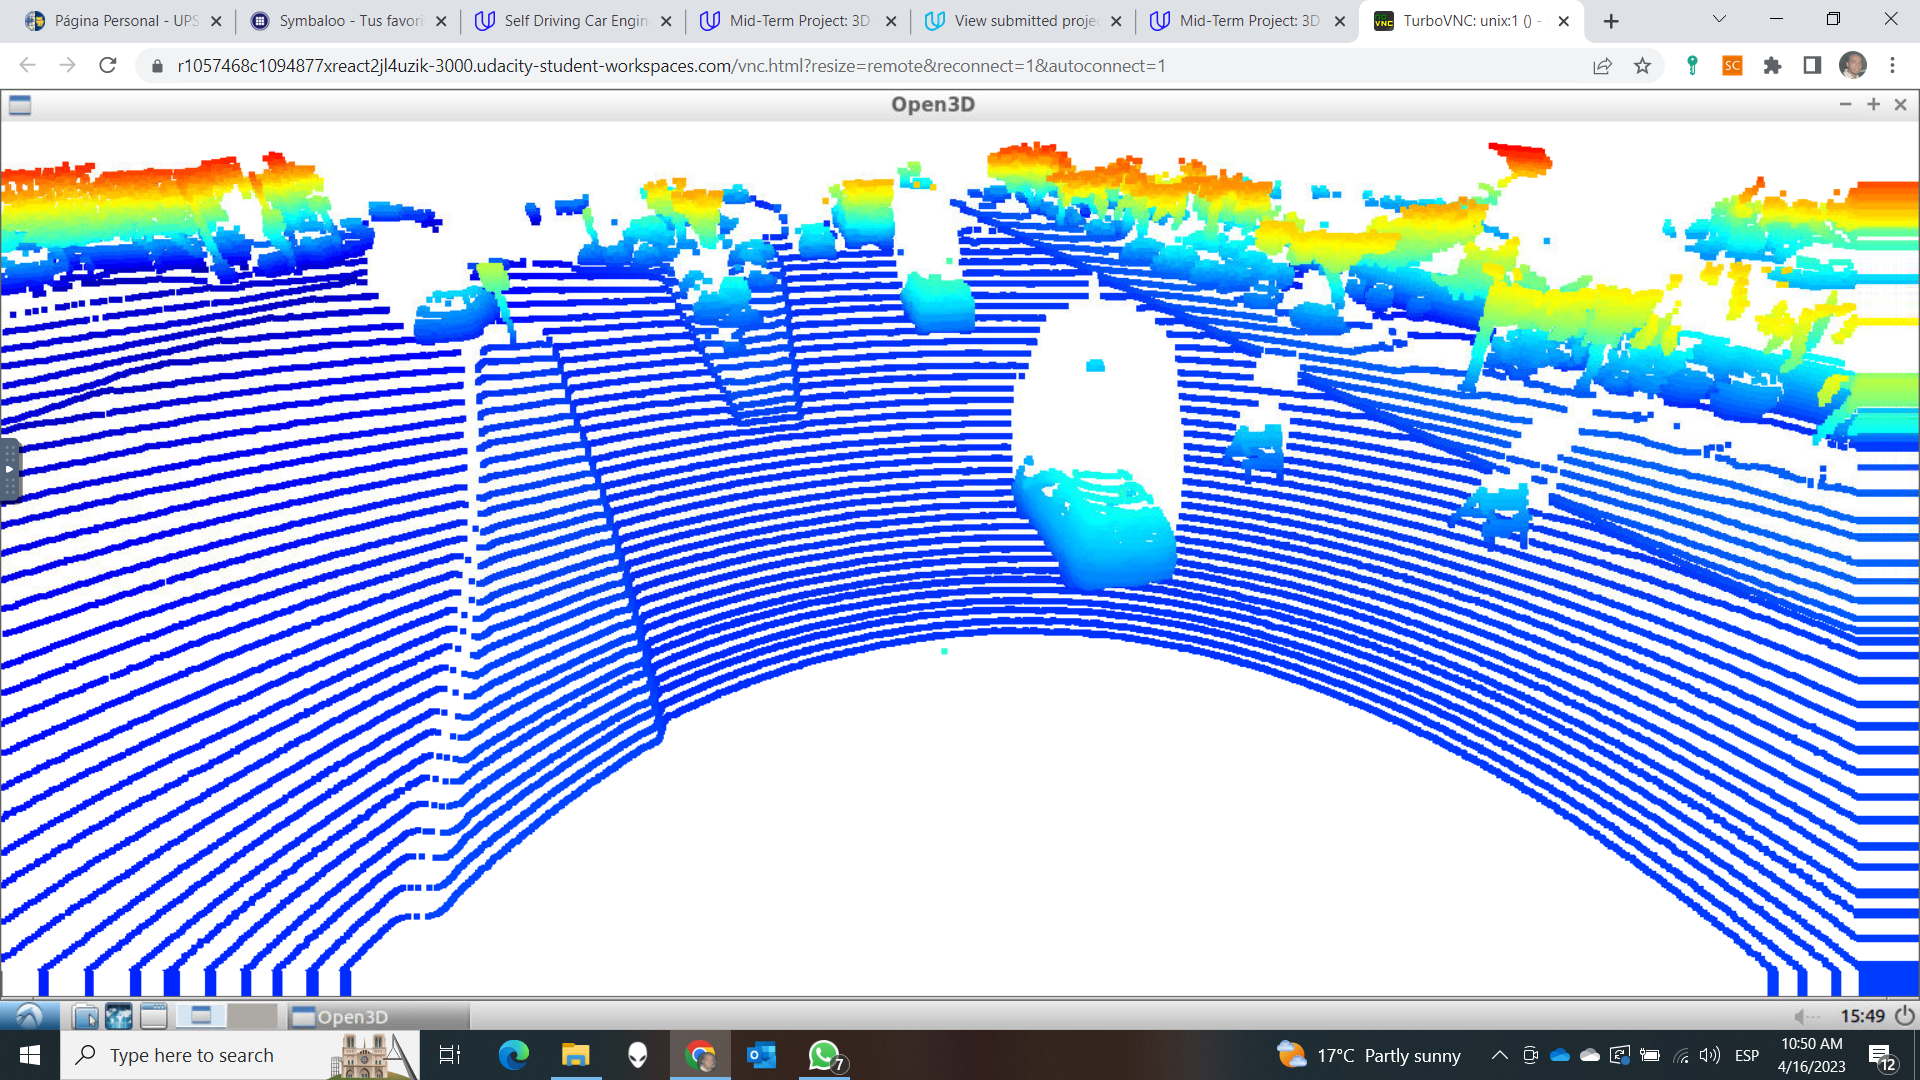 Página Personal - UPS
Symbaloo - Tus favori
Self Driving Car Engin
Mid-Term Project: 3D
View submitted proje
Mid-Term Project: 3D
TurboVNC: unix:1 () -
VNC
r1057468c1094877xreact2jl4uzik-3000.udacity-student-workspaces.com/vnc.html?resize=remote&reconnect=1&autoconnect=1
SC
Open3D
Open3D
15:49
Type here to search
7
17°C Partly sunny
ESP
10:50 AM
4/16/2023
12